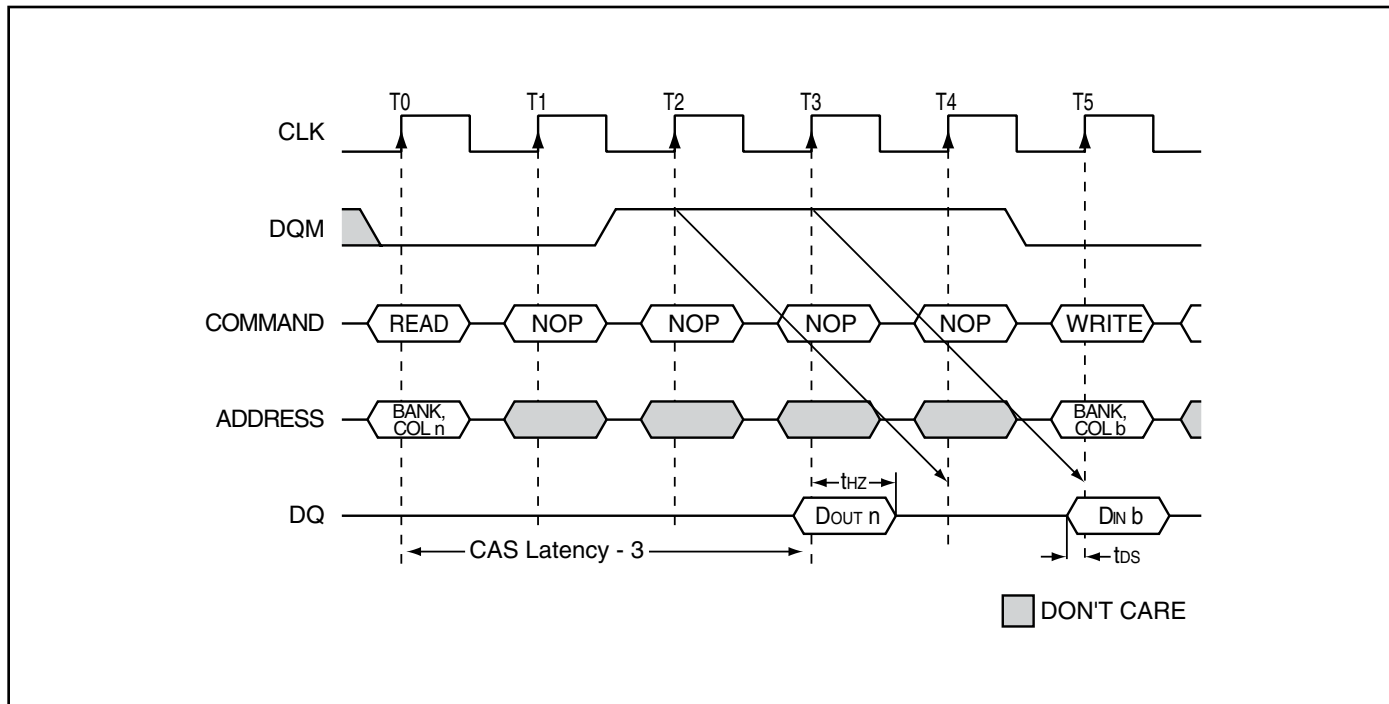 T0 T1 T2 T3 T4 T5
CLK
DQM
COMMAND READ NOP NOP NOP NOP WRITE
ADDRESS BANK, COL n BANK, COL b
tHZ
DQ DOUT n DIN b
CAS Latency - 3 tDS
DON'T CARE